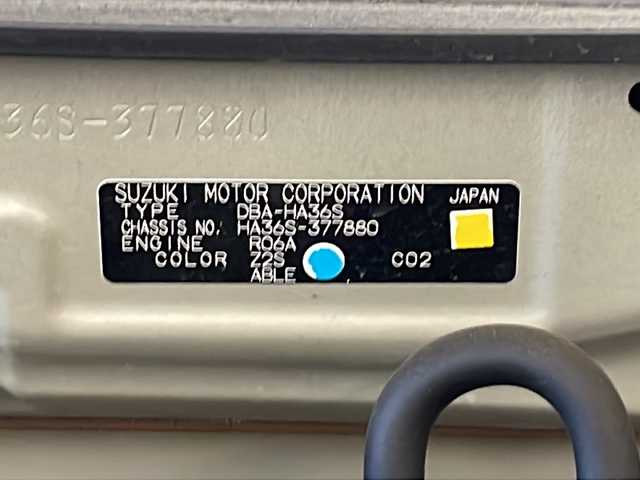 36S-377880
SUZUKI MOTOR CORPORATION JAPAN
TYPE DBA-HA36S
CHASSIS NO. HA36S-377880
ENGINE R06A
COLOR Z2S C02
ABLE